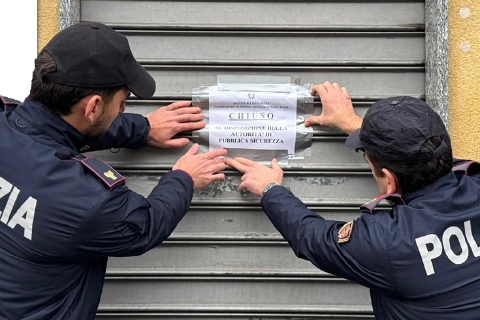 CHIUSO
SU DISPOSIZIONE DELLA
AUTORITA' DI
PUBBLICA SICUREZZA
ZIA
POL